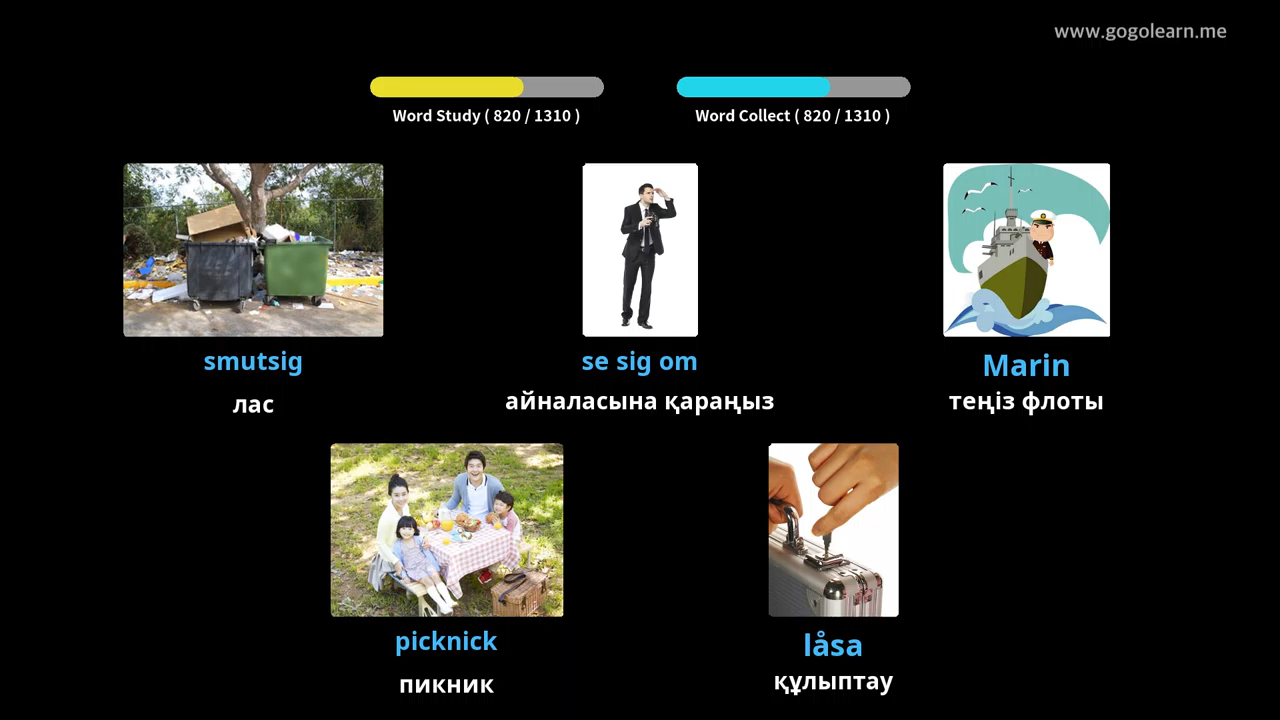 www.gogolearn.me
Word Study ( 820 / 1310 )
Word Collect ( 820 / 1310 )
smutsig
лас
se sig om
айналасына қараңыз
Marin
теңіз флоты
picknick
пикник
låsa
құлыптау